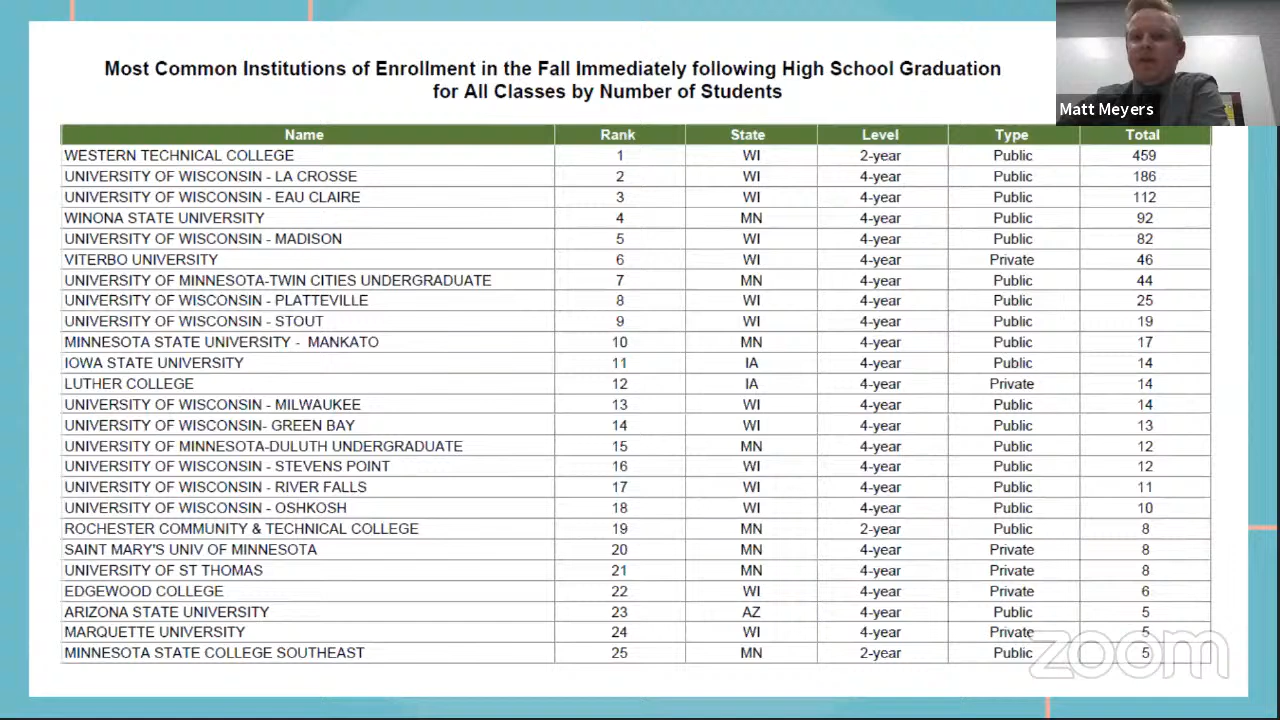 Most Common Institutions of Enrollment in the Fall Immediately following High School Graduation
for All Classes by Number of Students
Matt Meyers
Name Rank State Level Type Total
WESTERN TECHNICAL COLLEGE 1 WI 2-year Public 459
UNIVERSITY OF WISCONSIN - LA CROSSE 2 WI 4-year Public 186
UNIVERSITY OF WISCONSIN - EAU CLAIRE 3 WI 4-year Public 112
WINONA STATE UNIVERSITY 4 MN 4-year Public 92
UNIVERSITY OF WISCONSIN - MADISON 5 WI 4-year Public 82
VITERBO UNIVERSITY 6 WI 4-year Private 46
UNIVERSITY OF MINNESOTA-TWIN CITIES UNDERGRADUATE 7 MN 4-year Public 44
UNIVERSITY OF WISCONSIN - PLATTEVILLE 8 WI 4-year Public 25
UNIVERSITY OF WISCONSIN - STOUT 9 WI 4-year Public 19
MINNESOTA STATE UNIVERSITY - MANKATO 10 MN 4-year Public 17
IOWA STATE UNIVERSITY 11 IA 4-year Public 14
LUTHER COLLEGE 12 IA 4-year Private 14
UNIVERSITY OF WISCONSIN - MILWAUKEE 13 WI 4-year Public 14
UNIVERSITY OF WISCONSIN- GREEN BAY 14 WI 4-year Public 13
UNIVERSITY OF MINNESOTA-DULUTH UNDERGRADUATE 15 MN 4-year Public 12
UNIVERSITY OF WISCONSIN - STEVENS POINT 16 WI 4-year Public 12
UNIVERSITY OF WISCONSIN - RIVER FALLS 17 WI 4-year Public 11
UNIVERSITY OF WISCONSIN - OSHKOSH 18 WI 4-year Public 10
ROCHESTER COMMUNITY & TECHNICAL COLLEGE 19 MN 2-year Public 8
SAINT MARY'S UNIV OF MINNESOTA 20 MN 4-year Private 8
UNIVERSITY OF ST THOMAS 21 MN 4-year Private 8
EDGEWOOD COLLEGE 22 WI 4-year Private 6
ARIZONA STATE UNIVERSITY 23 AZ 4-year Public 5
MARQUETTE UNIVERSITY 24 WI 4-year Private 5
MINNESOTA STATE COLLEGE SOUTHEAST 25 MN 2-year Public 5
zoom